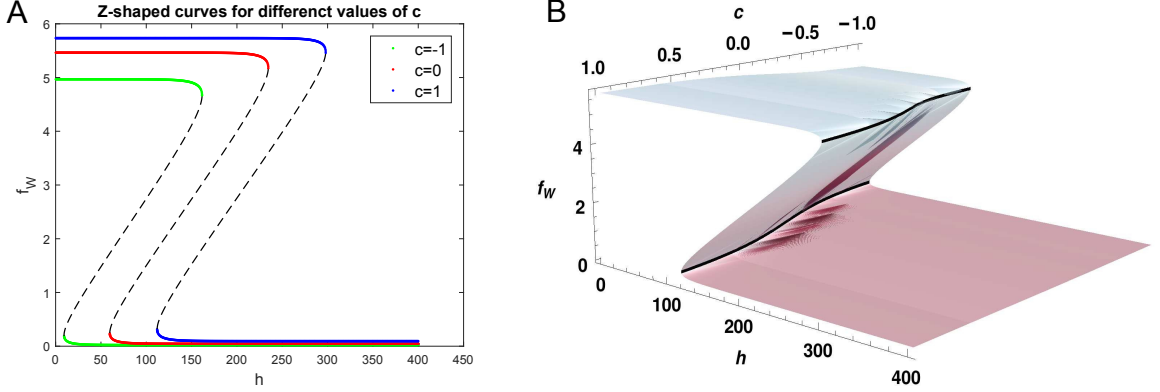 A
Z-shaped curves for differenct values of c
6
5
4
3
2
1
0
f_W
0 50 100 150 200 250 300 350 400 450
h
c=-1
c=0
c=1
B
c
1.0 0.5 0.0 −0.5 −1.0
4
2
0
f_W
0 100 200 300 400
h